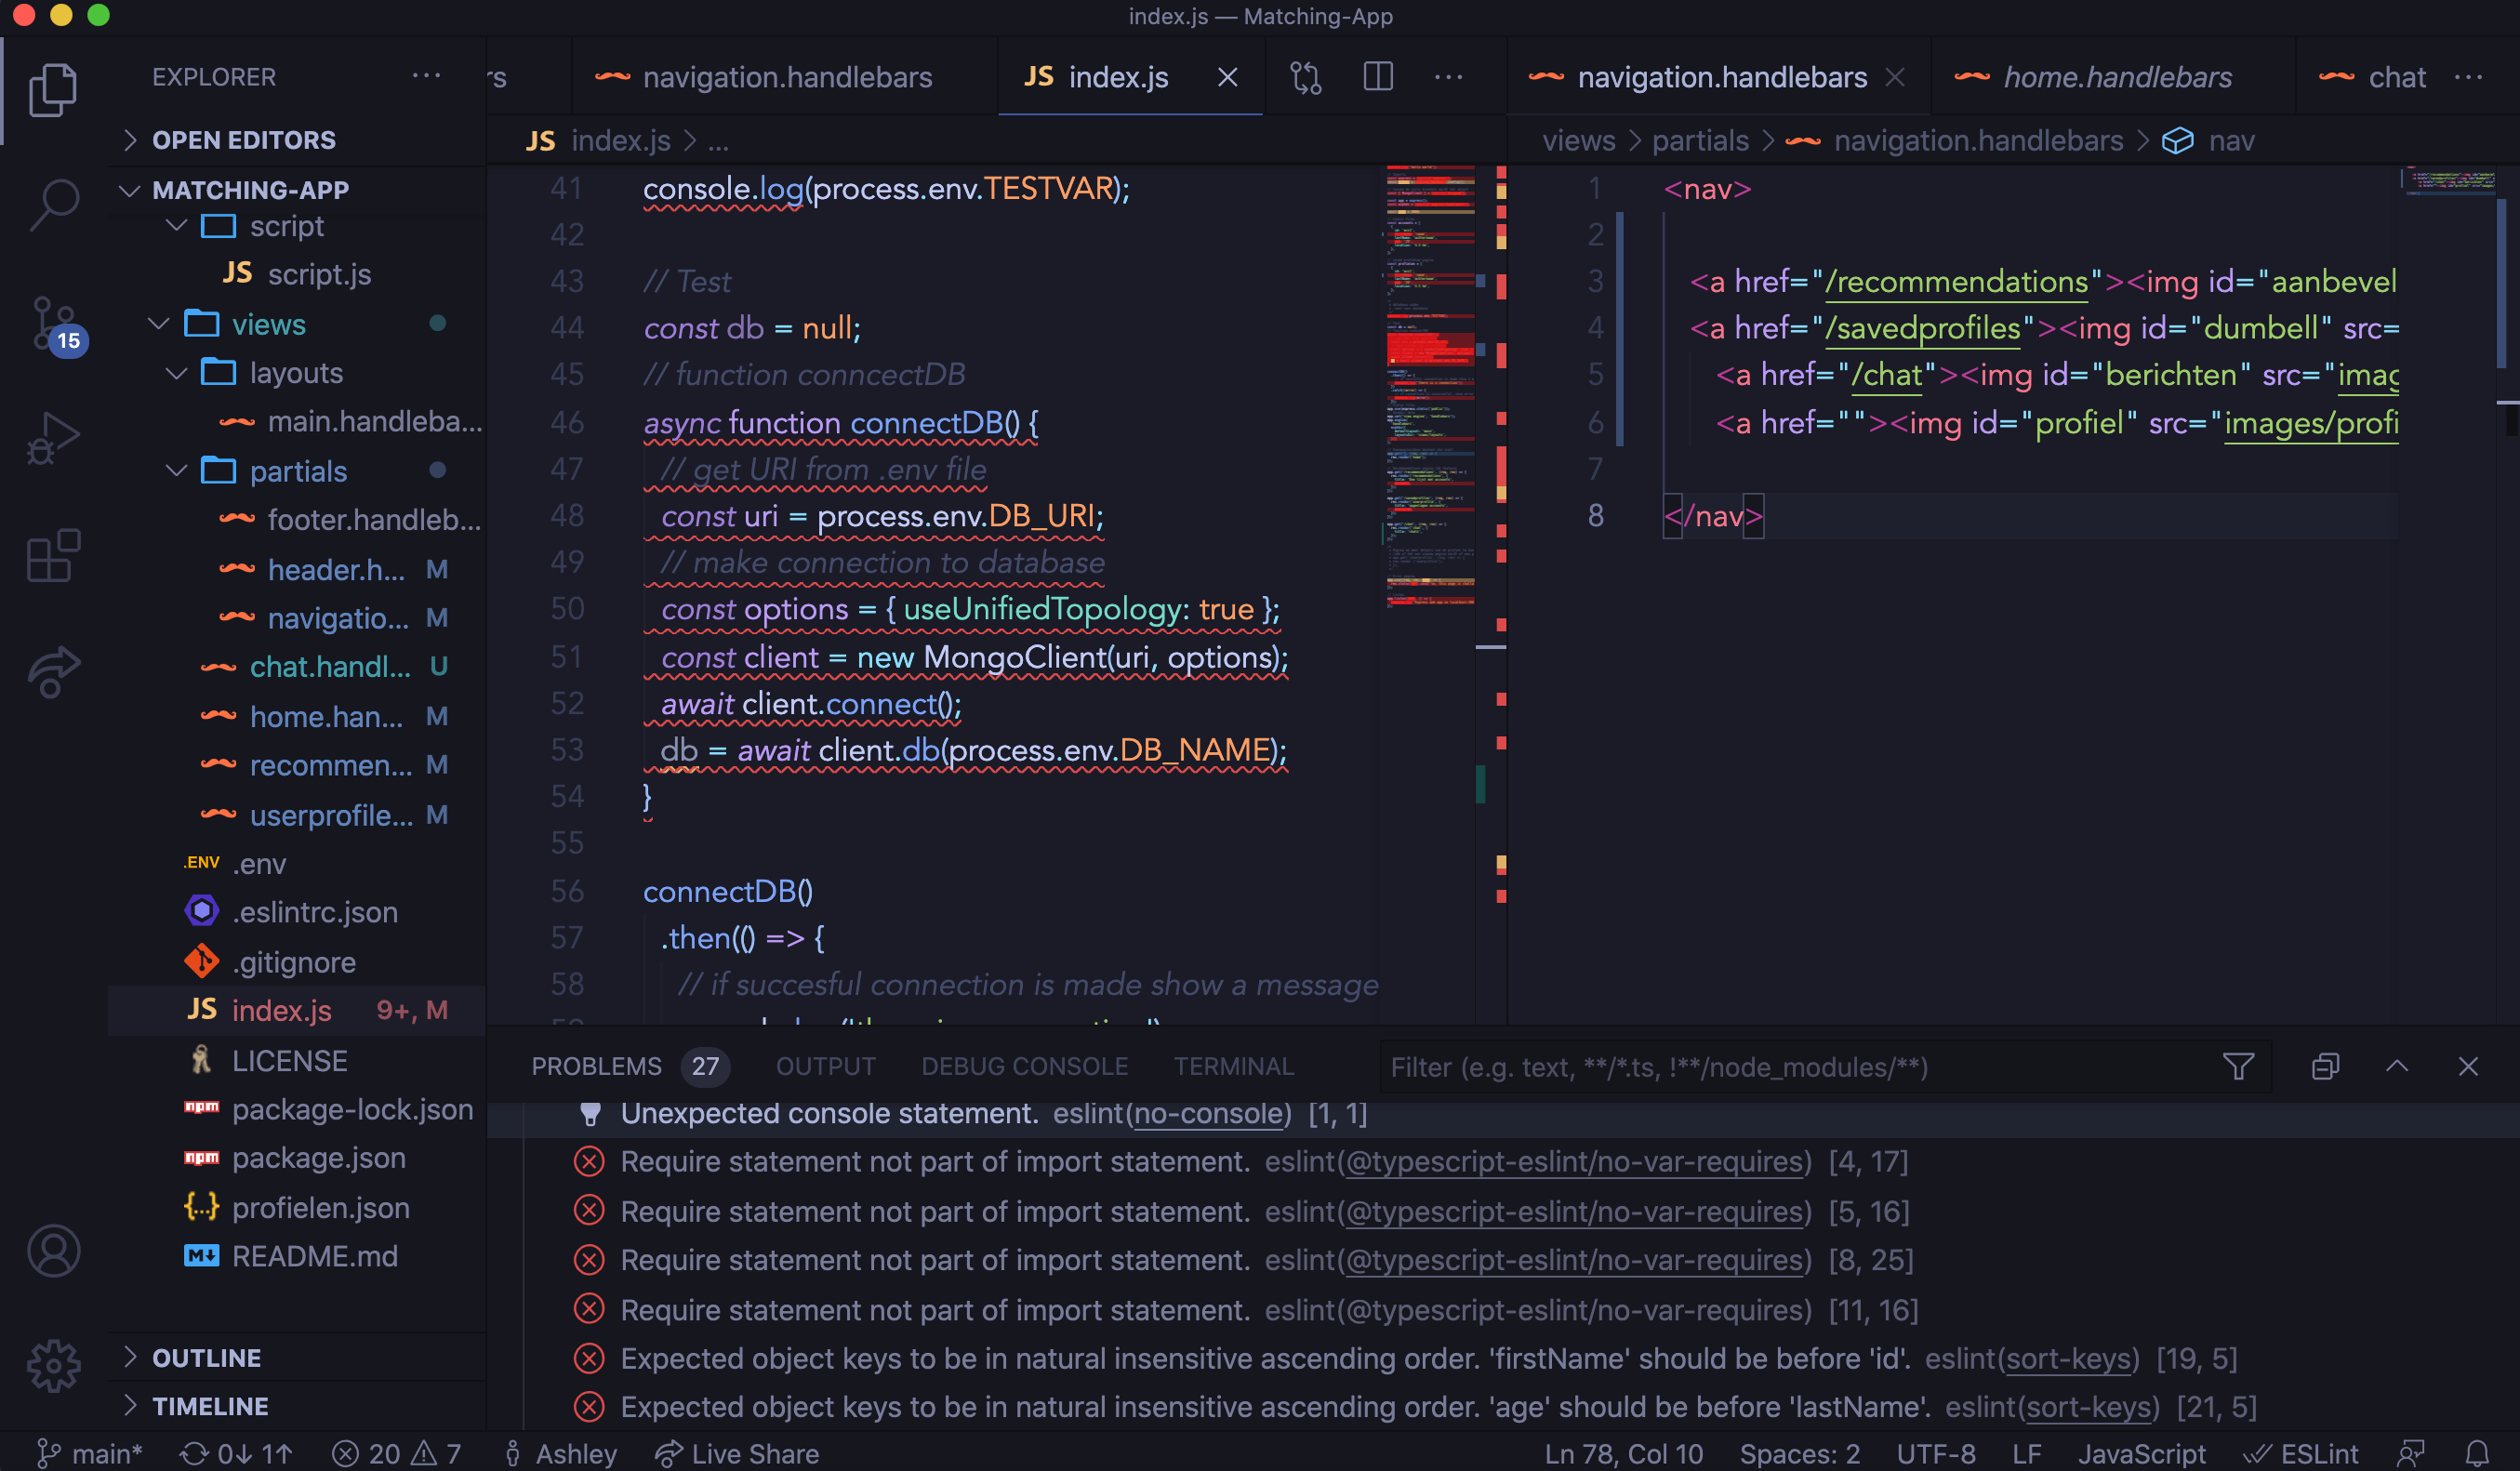 index.js — Matching-App
EXPLORER
OPEN EDITORS
MATCHING-APP
script
JS script.js
views
layouts
main.handleba...
partials
footer.handleb...
header.h... M
navigatio... M
chat.handl... U
home.han... M
recommen... M
userprofile... M
.ENV .env
.eslintrc.json
.gitignore
JS index.js 9+, M
LICENSE
npm package-lock.json
npm package.json
{..} profielen.json
M↓ README.md
OUTLINE
TIMELINE
15
rs
navigation.handlebars
JS index.js
JS index.js > ...
41 console.log(process.env.TESTVAR);
42
43 // Test
44 const db = null;
45 // function conncectDB
46 async function connectDB() {
47 // get URI from .env file
48 const uri = process.env.DB_URI;
49 // make connection to database
50 const options = { useUnifiedTopology: true };
51 const client = new MongoClient(uri, options);
52 await client.connect();
53 db = await client.db(process.env.DB_NAME);
54 }
55
56 connectDB()
57 .then(() => {
58 // if succesful connection is made show a message
navigation.handlebars
home.handlebars
chat
views > partials > navigation.handlebars > nav
1 <nav>
2
3 <a href="/recommendations"><img id="aanbevel
4 <a href="/savedprofiles"><img id="dumbell" src=
5 <a href="/chat"><img id="berichten" src="imag
6 <a href=""><img id="profiel" src="images/profi
7
8 </nav>
PROBLEMS 27 OUTPUT DEBUG CONSOLE TERMINAL
Filter (e.g. text, **/*.ts, !**/node_modules/**)
Unexpected console statement. eslint(no-console) [1, 1]
Require statement not part of import statement. eslint(@typescript-eslint/no-var-requires) [4, 17]
Require statement not part of import statement. eslint(@typescript-eslint/no-var-requires) [5, 16]
Require statement not part of import statement. eslint(@typescript-eslint/no-var-requires) [8, 25]
Require statement not part of import statement. eslint(@typescript-eslint/no-var-requires) [11, 16]
Expected object keys to be in natural insensitive ascending order. 'firstName' should be before 'id'. eslint(sort-keys) [19, 5]
Expected object keys to be in natural insensitive ascending order. 'age' should be before 'lastName'. eslint(sort-keys) [21, 5]
main* 0↓ 1↑ 20 7 Ashley Live Share Ln 78, Col 10 Spaces: 2 UTF-8 LF JavaScript ESLint